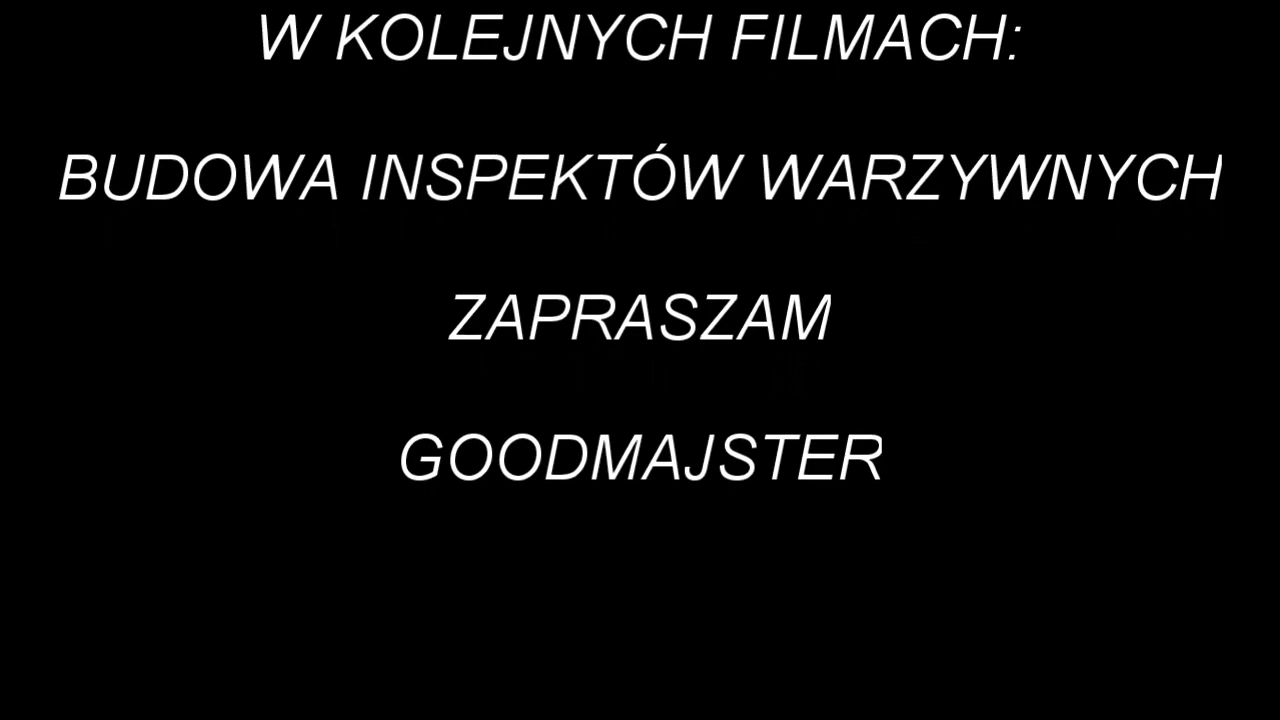 W KOLEJNYCH FILMACH:
BUDOWA INSPEKTÓW WARZYWNYCH
ZAPRASZAM
GOODMAJSTER